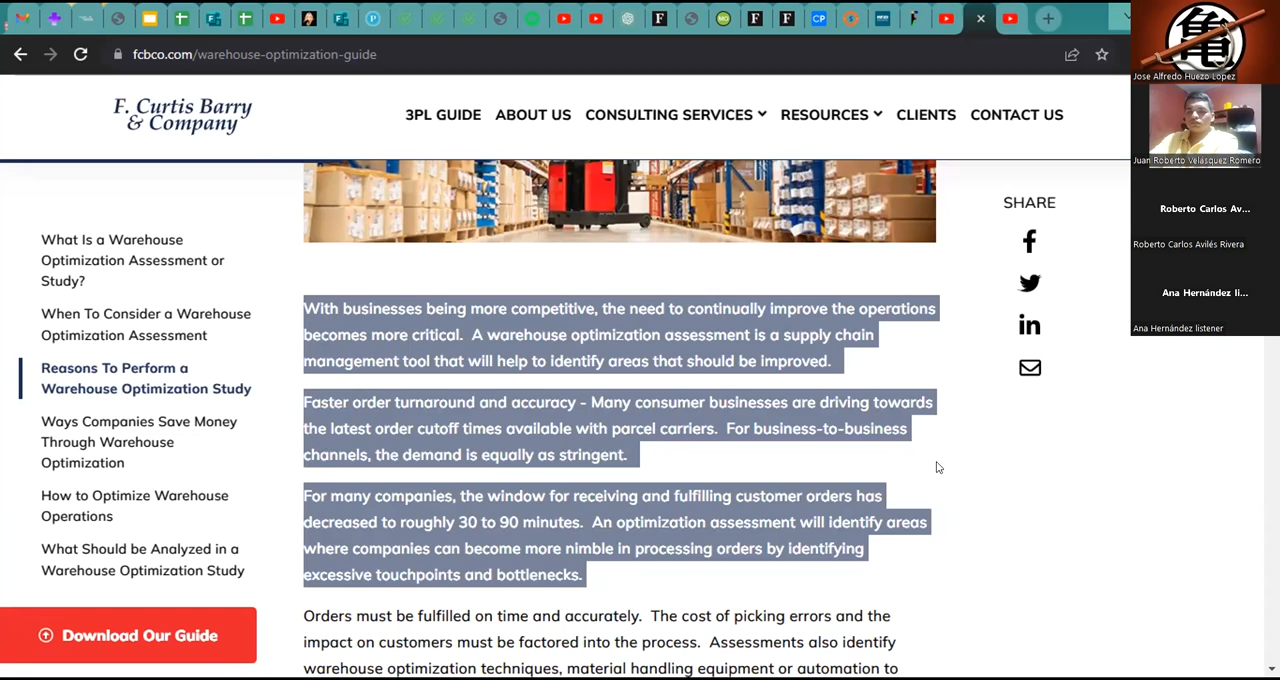 fcbco.com/warehouse-optimization-guide
F. Curtis Barry
& Company
3PL GUIDE ABOUT US CONSULTING SERVICES RESOURCES CLIENTS CONTACT US
What Is a Warehouse
Optimization Assessment or
Study?
When To Consider a Warehouse
Optimization Assessment
Reasons To Perform a
Warehouse Optimization Study
Ways Companies Save Money
Through Warehouse
Optimization
How to Optimize Warehouse
Operations
What Should be Analyzed in a
Warehouse Optimization Study
Download Our Guide
With businesses being more competitive, the need to continually improve the operations
becomes more critical. A warehouse optimization assessment is a supply chain
management tool that will help to identify areas that should be improved.
Faster order turnaround and accuracy - Many consumer businesses are driving towards
the latest order cutoff times available with parcel carriers. For business-to-business
channels, the demand is equally as stringent.
For many companies, the window for receiving and fulfilling customer orders has
decreased to roughly 30 to 90 minutes. An optimization assessment will identify areas
where companies can become more nimble in processing orders by identifying
excessive touchpoints and bottlenecks.
Orders must be fulfilled on time and accurately. The cost of picking errors and the
impact on customers must be factored into the process. Assessments also identify
warehouse optimization techniques, material handling equipment or automation to
SHARE
亀
Jose Alfredo Huezo Lopez
Juan Roberto Velasquez Romero
Roberto Carlos Av...
Roberto Carlos Avilés Rivera
Ana Hernández li...
Ana Hernández listener